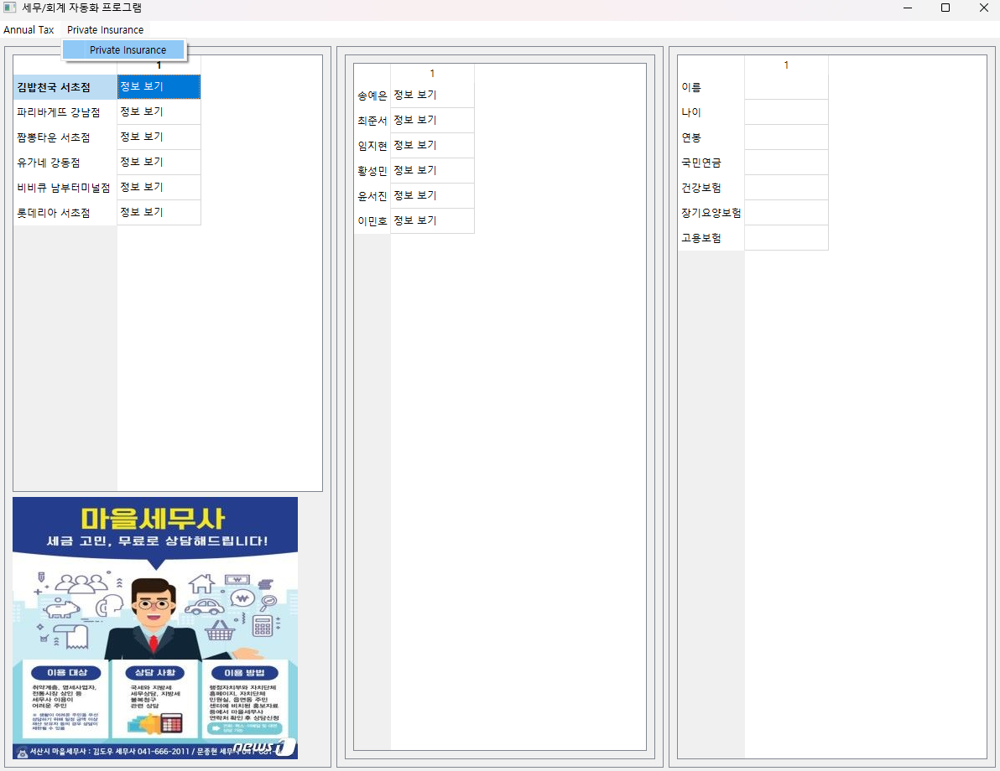 세무/회계 자동화 프로그램
Annual Tax Private Insurance
Private Insurance
1
김밥천국 서초점 정보 보기
파리바게뜨 강남점 정보 보기
짬뽕타운 서초점 정보 보기
유가네 강동점 정보 보기
비비큐 남부터미널점 정보 보기
롯데리아 서초점 정보 보기
마을세무사
세금 고민, 무료로 상담해드립니다!
이용 대상
취약계층, 영세사업자,
전통시장 상인 등
세무사 이용이
어려운 주민
※ 생활이 어려운 주민을 우선
상담하기 위해 일정 금액 이상
재산 보유자 등의 경우 상담이
제한될 수 있음
상담 사항
국세와 지방세
세무상담, 지방세
불복청구
관련 상담
이용 방법
행정자치부와 자치단체
홈페이지, 자치단체
민원실, 읍면동 주민
센터에 비치된 홍보자료
등에서 마을세무사
연락처 확인 후 상담신청
서산시 마을세무사 : 김도우 세무사 041-666-2011 / 문종현 세무사 041-681-
news1
1
송예은 정보 보기
최준서 정보 보기
임지현 정보 보기
황성민 정보 보기
윤서진 정보 보기
이민호 정보 보기
1
이름
나이
연봉
국민연금
건강보험
장기요양보험
고용보험